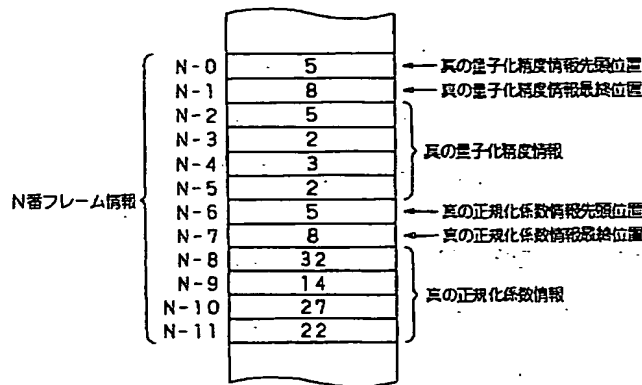 N-0 5 真の量子化精度情報先頭位置
N-1 8 真の量子化精度情報最終位置
N-2 5
N-3 2
真の量子化精度情報
N-4 3
N-5 2
N番フレーム情報
N-6 5 真の正規化係数情報先頭位置
N-7 8 真の正規化係数情報最終位置
N-8 32
N-9 14
真の正規化係数情報
N-10 27
N-11 22